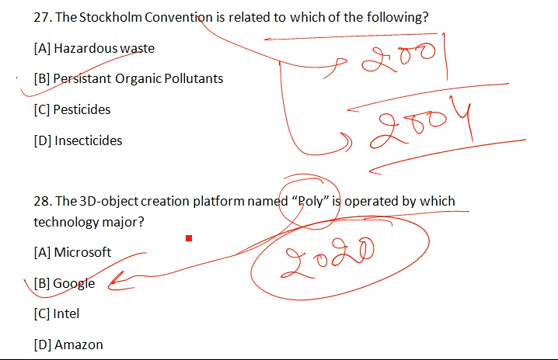 27. The Stockholm Convention is related to which of the following?
[A] Hazardous waste
2001
[B] Persistant Organic Pollutants
[C] Pesticides
2004
[D] Insecticides
28. The 3D-object creation platform named “Poly” is operated by which
technology major?
[A] Microsoft
2020
[B] Google
[C] Intel
[D] Amazon